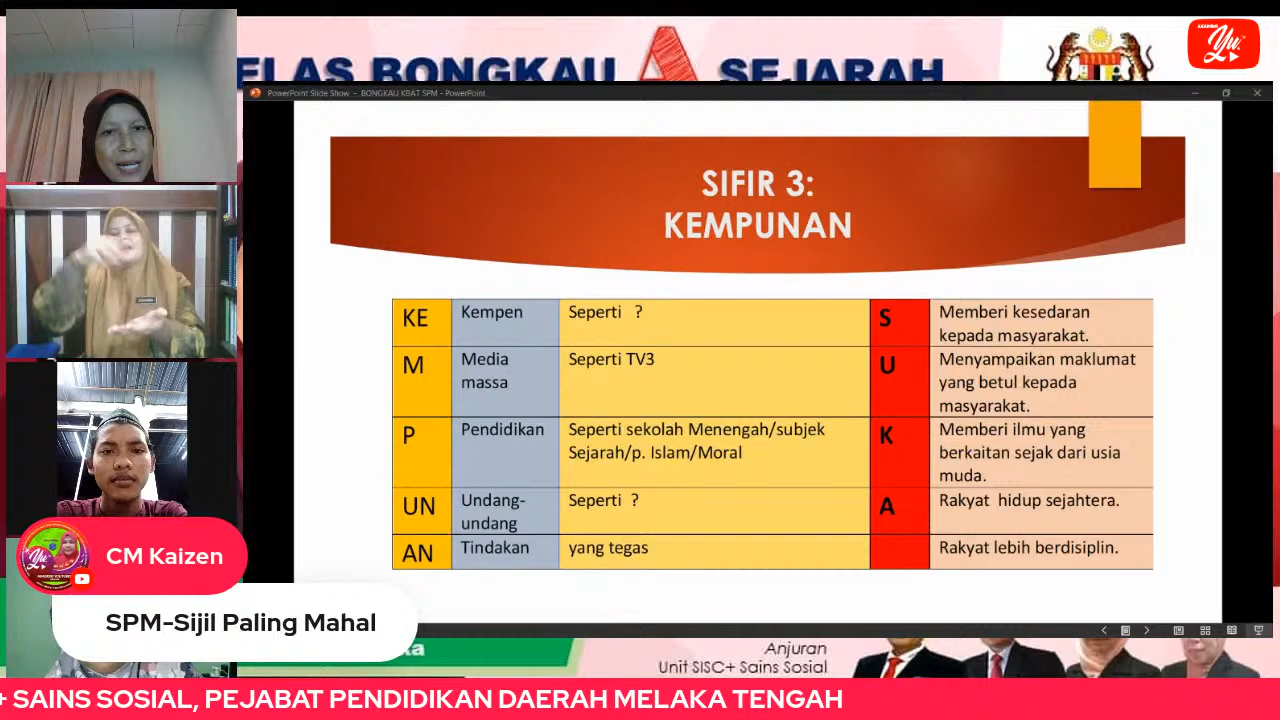 ELAS BONGKAU A SEJARAH
AKADEMI
Yu.
PowerPoint Slide Show - BONGKAU KBAT SPM - PowerPoint
SIFIR 3:
KEMPUNAN
KE Kempen Seperti ? S Memberi kesedaran
kepada masyarakat.
M Media Seperti TV3 U Menyampaikan maklumat
massa yang betul kepada
masyarakat.
P Pendidikan Seperti sekolah Menengah/subjek K Memberi ilmu yang
Sejarah/p. Islam/Moral berkaitan sejak dari usia
muda.
UN Undang- Seperti ? A Rakyat hidup sejahtera.
undang
AN Tindakan yang tegas Rakyat lebih berdisiplin.
CM Kaizen
SPM-Sijil Paling Mahal
Anjuran
Unit SISC+ Sains Sosial
+ SAINS SOSIAL, PEJABAT PENDIDIKAN DAERAH MELAKA TENGAH